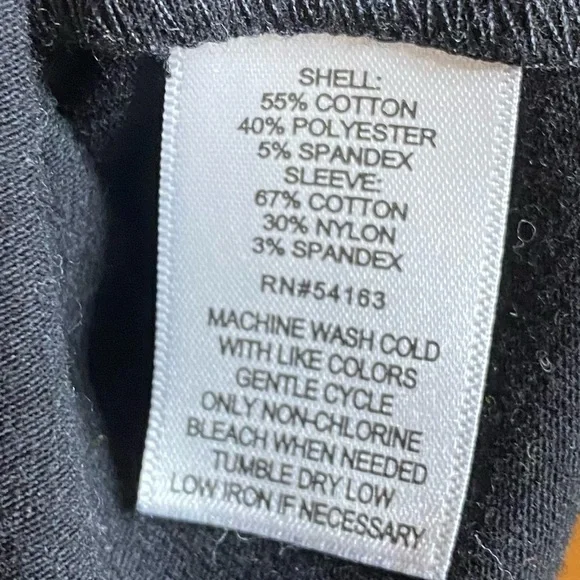 SHELL:
55% COTTON
40% POLYESTER
5% SPANDEX
SLEEVE:
67% COTTON
30% NYLON
3% SPANDEX
RN#54163
MACHINE WASH COLD
WITH LIKE COLORS
GENTLE CYCLE
ONLY NON-CHLORINE
BLEACH WHEN NEEDED
TUMBLE DRY LOW
LOW IRON IF NECESSARY